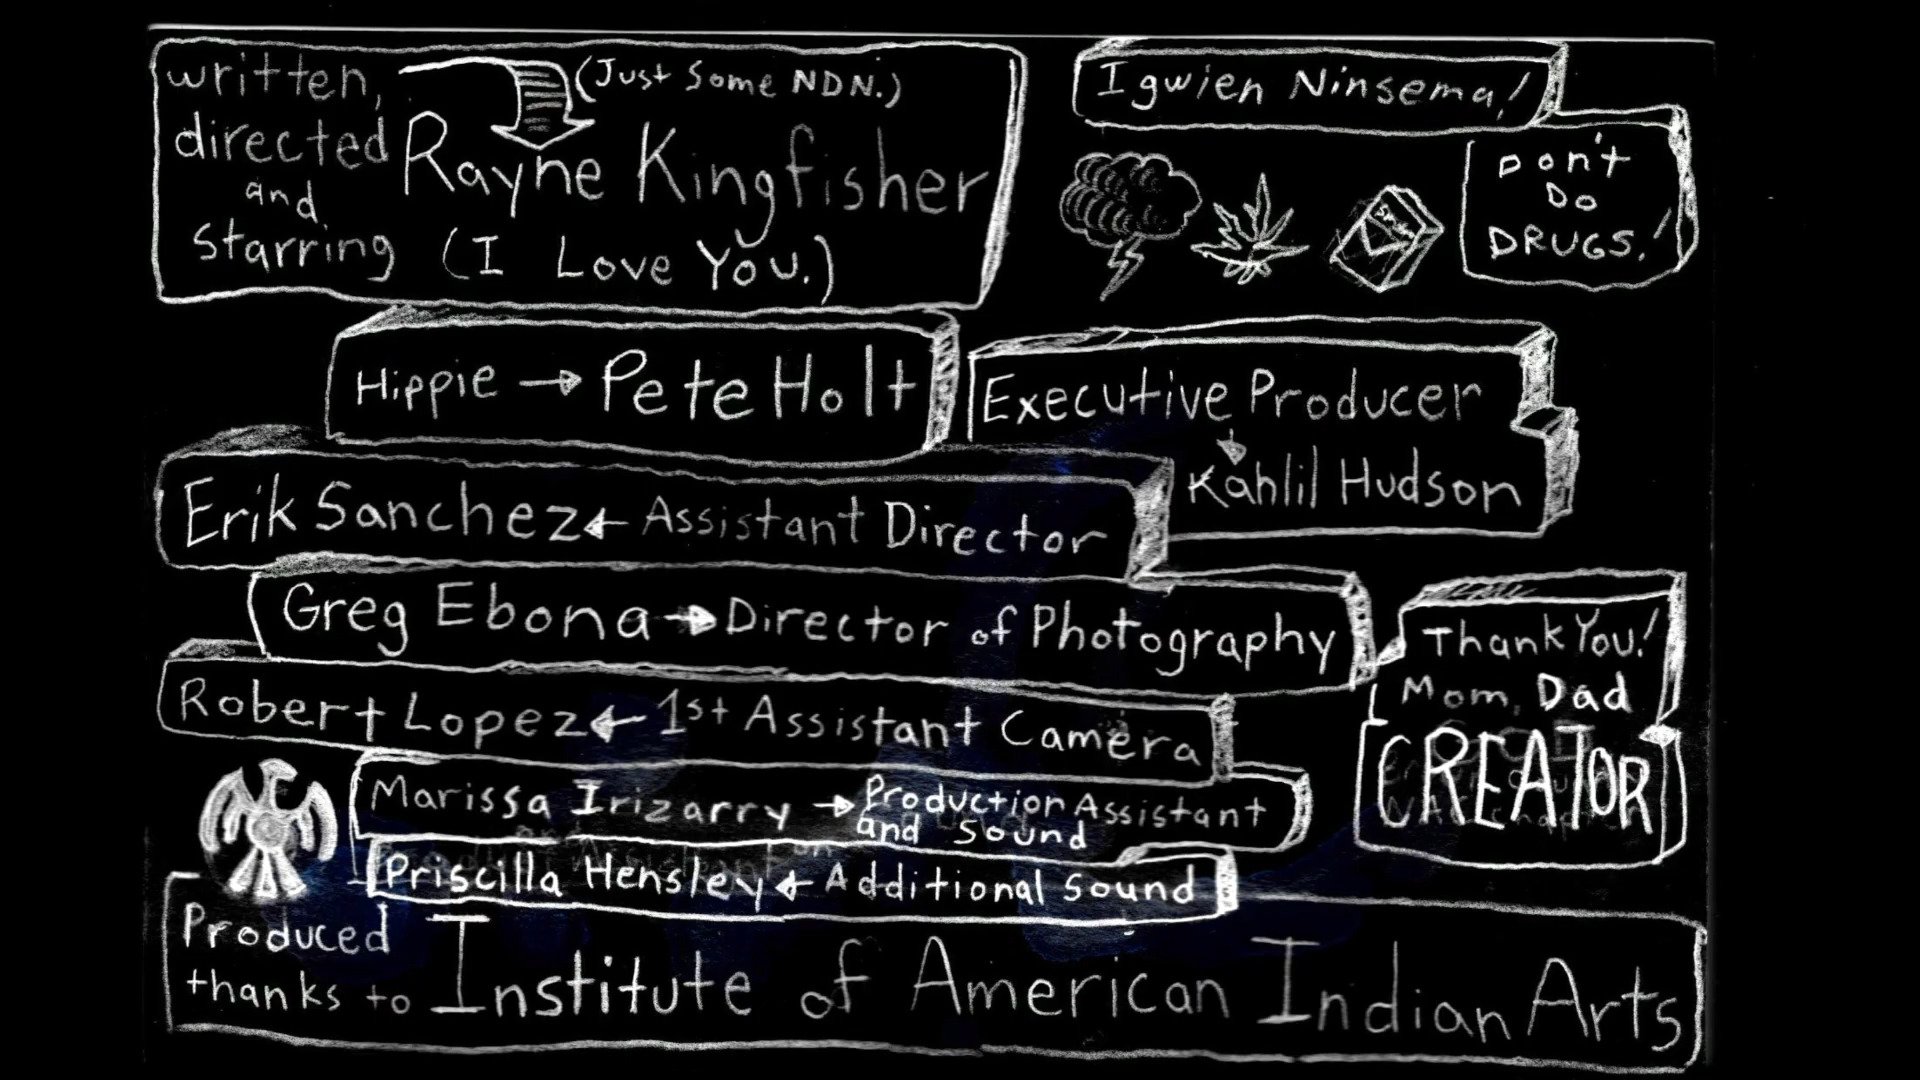 written,
directed
and
starring
(Just Some NDN.)
Rayne Kingfisher
(I Love You.)
Igwien Ninsema!
Don't
Do
DRUGS!
Hippie → Pete Holt
Executive Producer
Kahlil Hudson
Erik Sanchez ← Assistant Director
Greg Ebona → Director of Photography
Robert Lopez ← 1st Assistant Camera
Marissa Irizarry → Production Assistant
and Sound
Priscilla Hensley ← Additional Sound
Thank You!
Mom, Dad
CREATOR
Produced
thanks to Institute of American Indian Arts